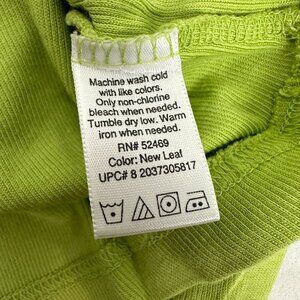 Machine wash cold
with like colors.
Only non-chlorine
bleach when needed.
Tumble dry low. Warm
iron when needed.
RN# 52469
Color: New Leaf
UPC# 8 2037305817